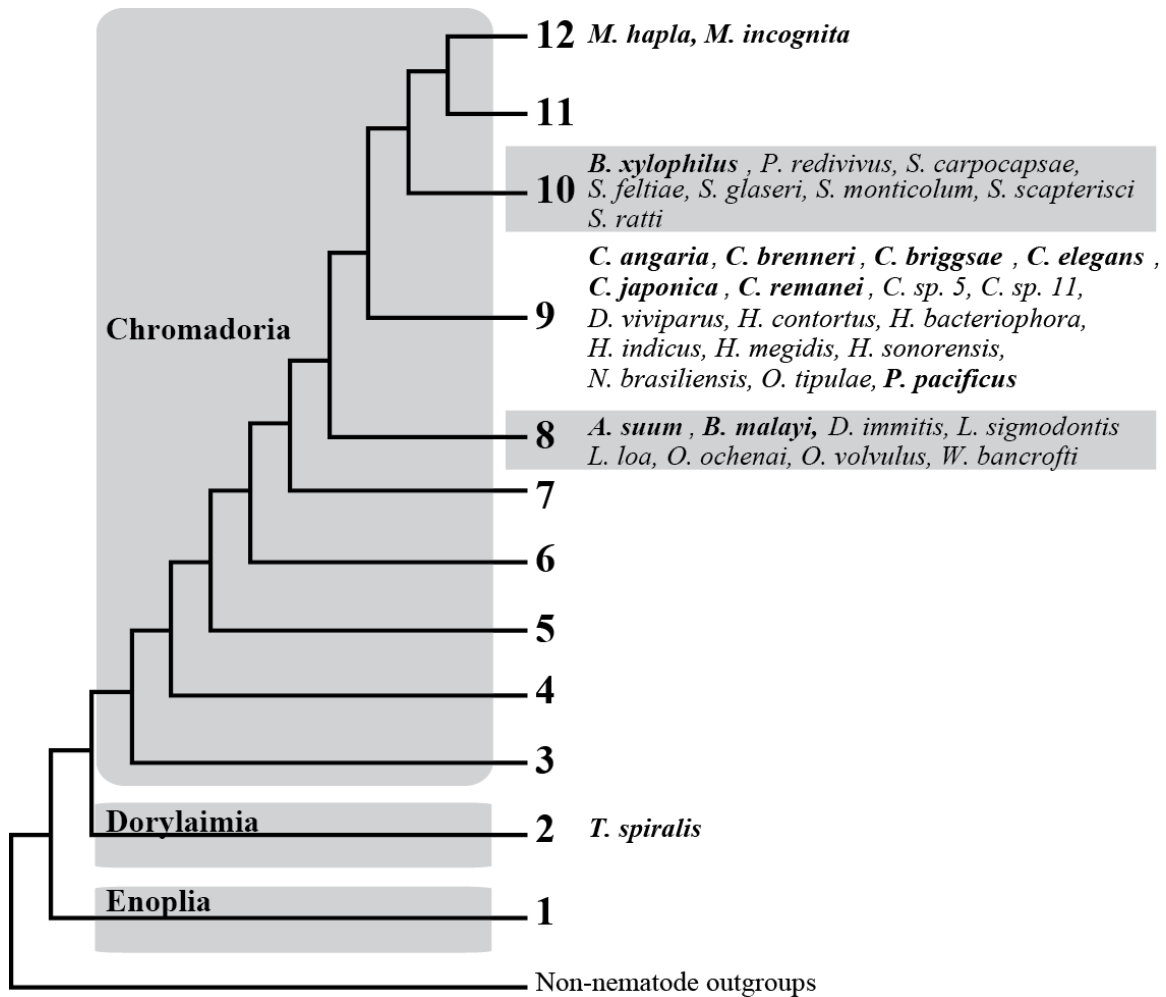 12 M. hapla, M. incognita
11
10 B. xylophilus , P. redivivus, S. carpocapsae,
S. feltiae, S. glaseri, S. monticolum, S. scapterisci
S. ratti
C. angaria, C. brenneri , C. briggsae , C. elegans ,
C. japonica , C. remanei , C. sp. 5, C. sp. 11,
9 D. viviparus, H. contortus, H. bacteriophora,
Chromadoria
H. indicus, H. megidis, H. sonorensis,
N. brasiliensis, O. tipulae, P. pacificus
8 A. suum , B. malayi, D. immitis, L. sigmodontis
L. loa, O. ochenai, O. volvulus, W. bancrofti
7
6
5
4
3
Dorylaimia
2 T. spiralis
Enoplia
1
Non-nematode outgroups